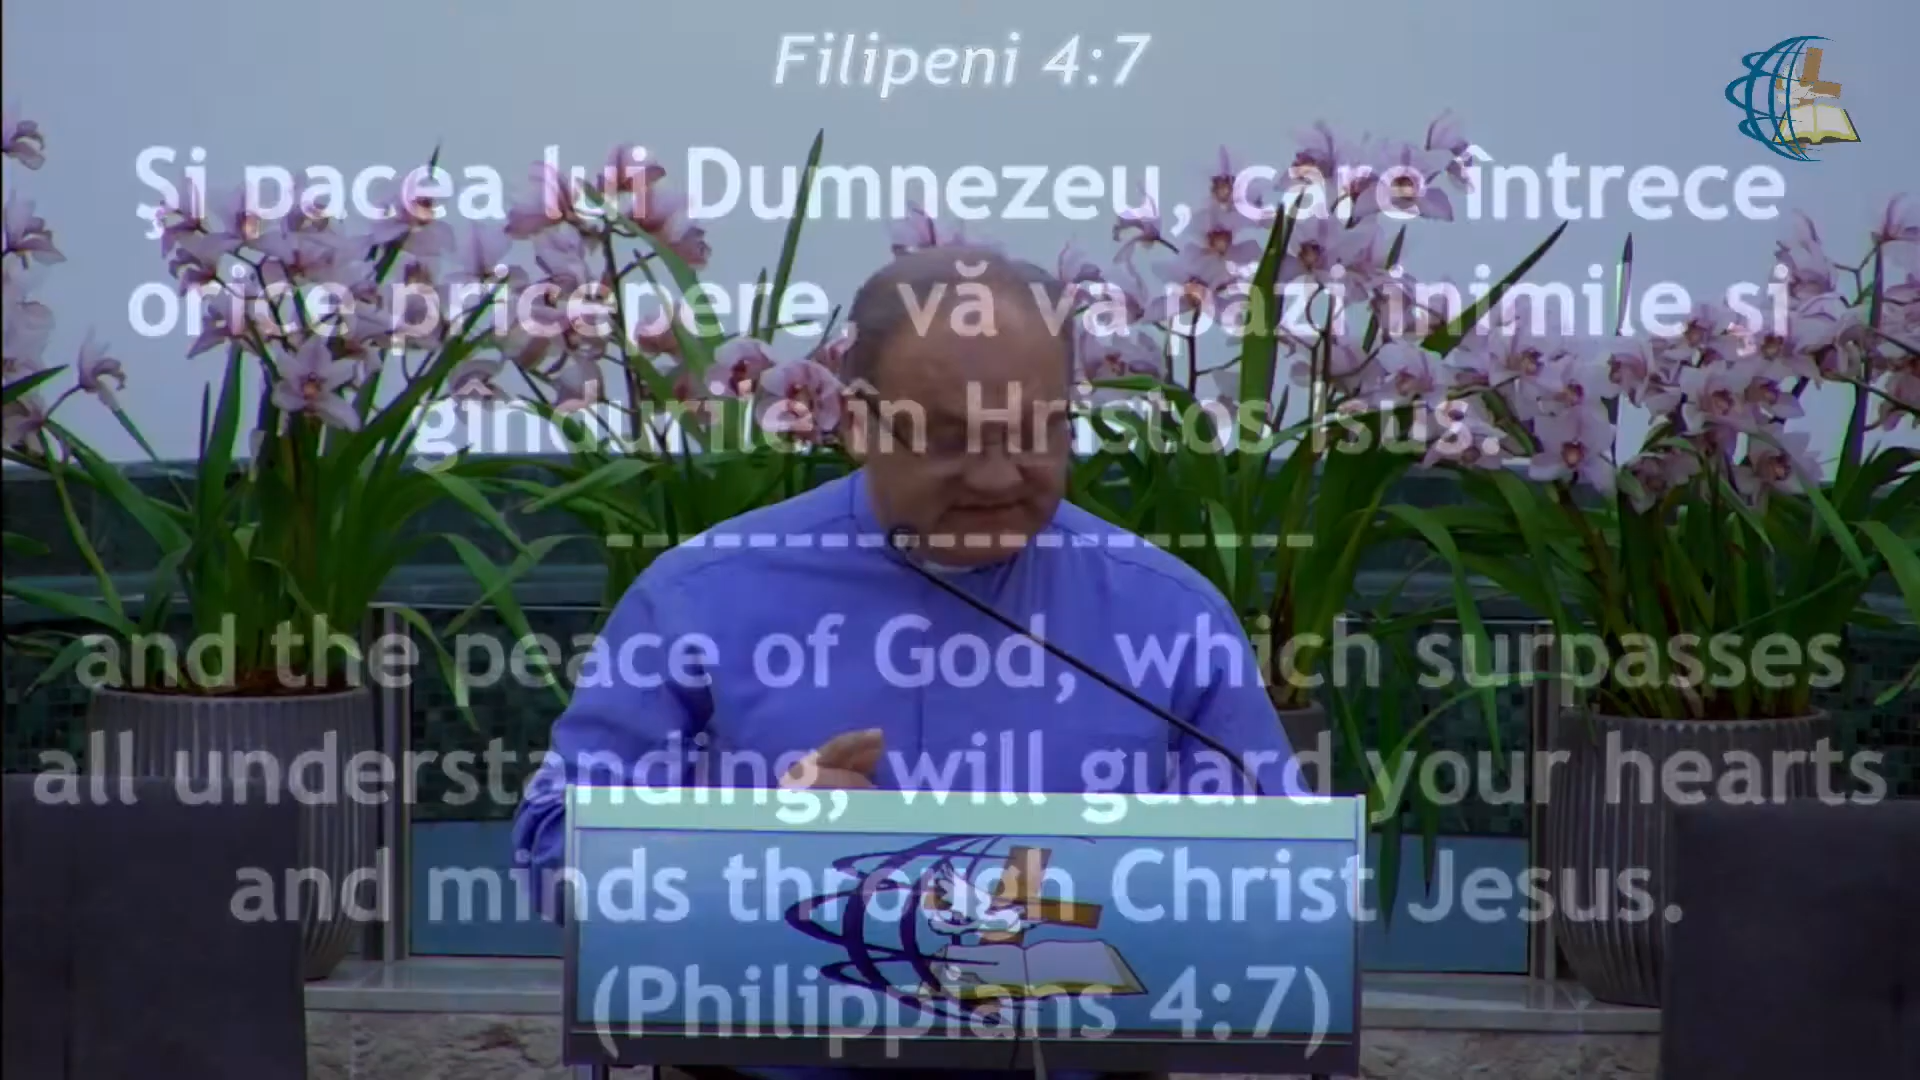 Filipeni 4:7
Şi pacea lui Dumnezeu, care întrece
orice pricepere, vă va păzi inimile şi
gîndurile în Hristos Isus.
--------------------
and the peace of God, which surpasses
all understanding, will guard your hearts
and minds through Christ Jesus.
(Philippians 4:7)